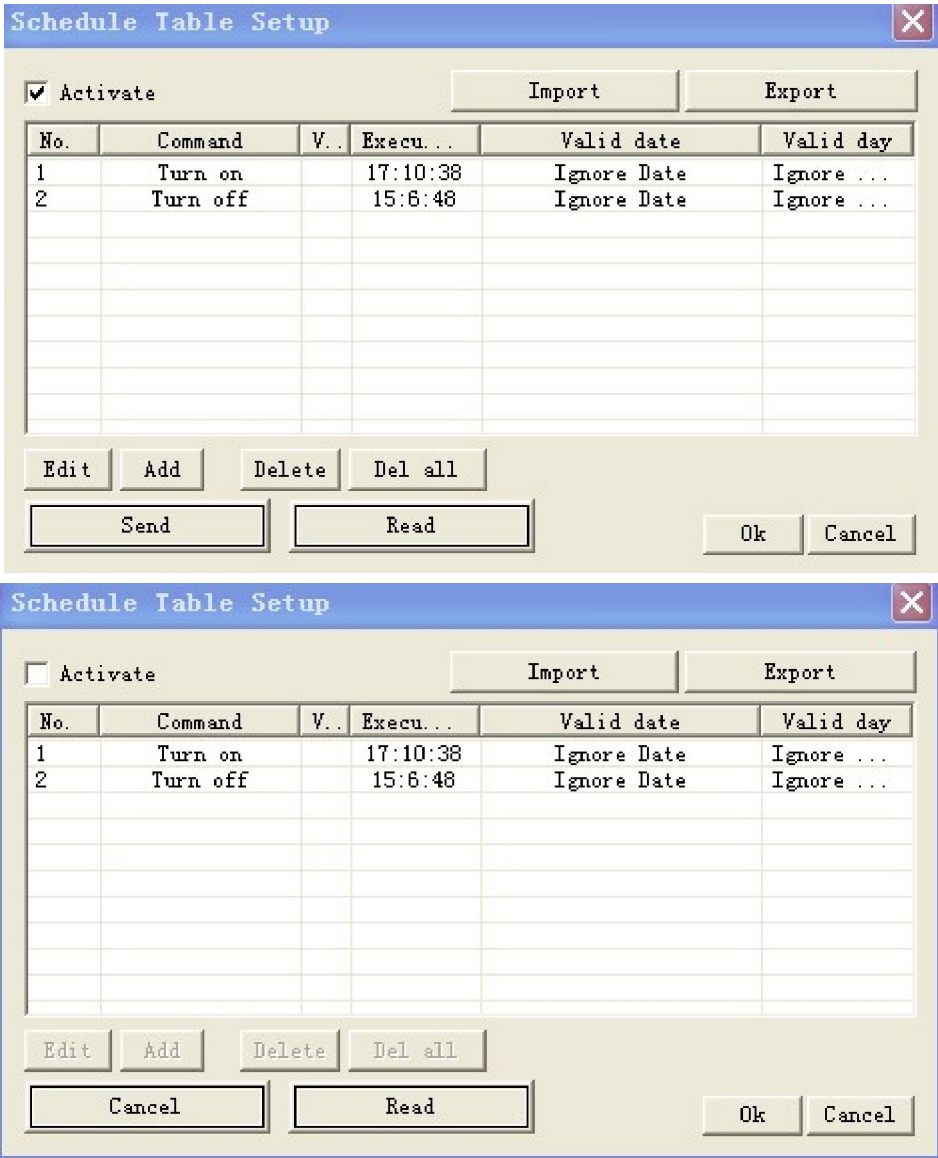 Schedule Table Setup
Activate Import Export
No. Command V.. Execu... Valid date Valid day
1 Turn on 17:10:38 Ignore Date Ignore ...
2 Turn off 15:6:48 Ignore Date Ignore ...
Edit Add Delete Del all
Send Read Ok Cancel
Schedule Table Setup
Activate Import Export
No. Command V.. Execu... Valid date Valid day
1 Turn on 17:10:38 Ignore Date Ignore ...
2 Turn off 15:6:48 Ignore Date Ignore ...
Edit Add Delete Del all
Cancel Read Ok Cancel